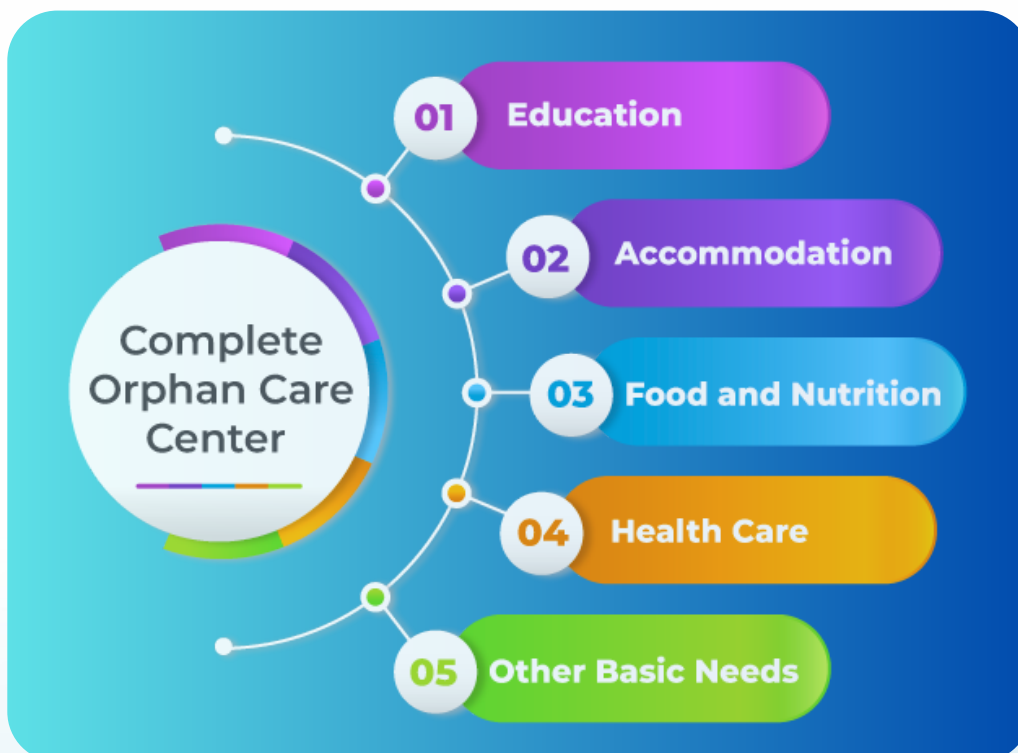 Complete
Orphan Care
Center
01
Education
02
Accommodation
03
Food and Nutrition
04
Health Care
05
Other Basic Needs